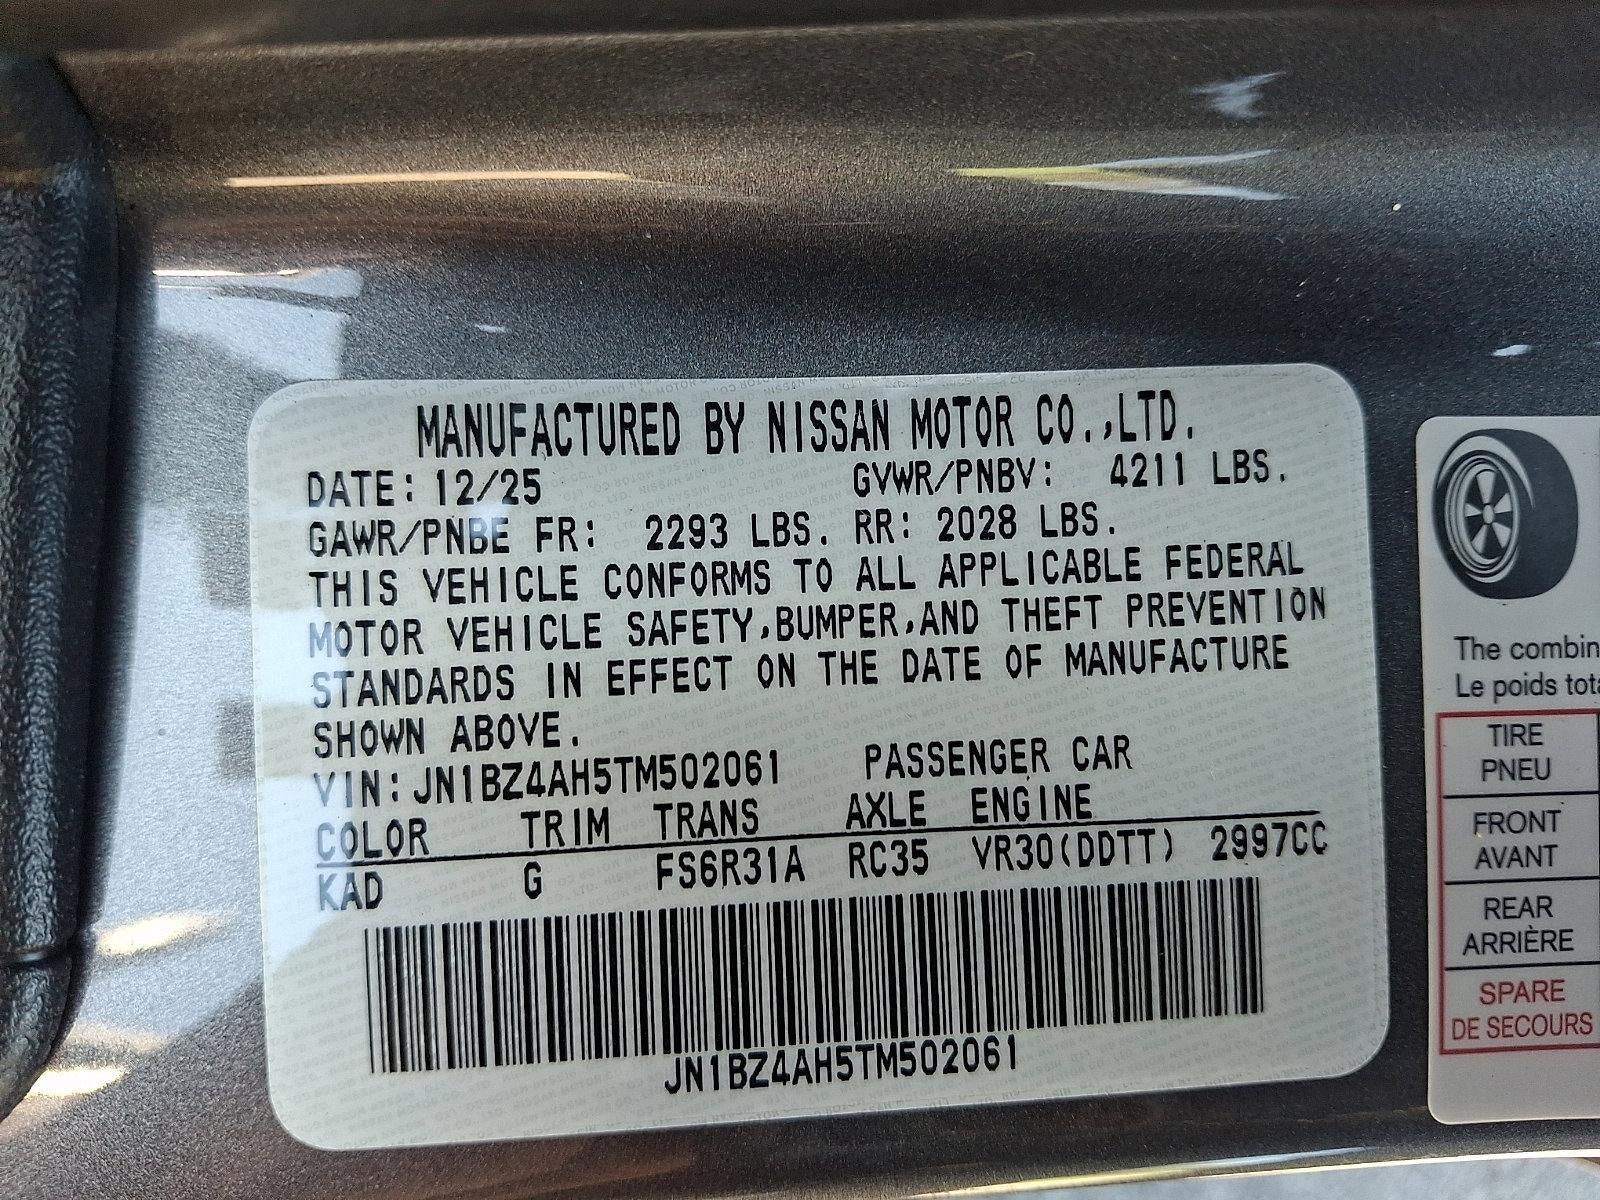 MANUFACTURED BY NISSAN MOTOR CO.,LTD.
DATE: 12/25 GVWR/PNBV: 4211 LBS.
GAWR/PNBE FR: 2293 LBS. RR: 2028 LBS.
THIS VEHICLE CONFORMS TO ALL APPLICABLE FEDERAL
MOTOR VEHICLE SAFETY,BUMPER,AND THEFT PREVENTION
STANDARDS IN EFFECT ON THE DATE OF MANUFACTURE
SHOWN ABOVE.
VIN: JN1BZ4AH5TM502061 PASSENGER CAR
COLOR TRIM TRANS AXLE ENGINE
KAD G FS6R31A RC35 VR30(DDTT) 2997CC
JN1BZ4AH5TM502061
The combin
Le poids tota
TIRE
PNEU
FRONT
AVANT
REAR
ARRIÈRE
SPARE
DE SECOURS